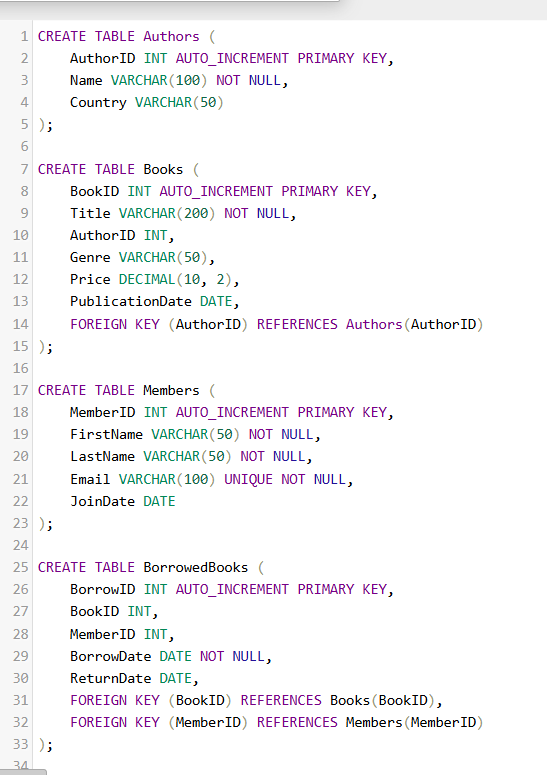 1 CREATE TABLE Authors (
2     AuthorID INT AUTO_INCREMENT PRIMARY KEY,
3     Name VARCHAR(100) NOT NULL,
4     Country VARCHAR(50)
5 );
6
7 CREATE TABLE Books (
8     BookID INT AUTO_INCREMENT PRIMARY KEY,
9     Title VARCHAR(200) NOT NULL,
10     AuthorID INT,
11     Genre VARCHAR(50),
12     Price DECIMAL(10, 2),
13     PublicationDate DATE,
14     FOREIGN KEY (AuthorID) REFERENCES Authors(AuthorID)
15 );
16
17 CREATE TABLE Members (
18     MemberID INT AUTO_INCREMENT PRIMARY KEY,
19     FirstName VARCHAR(50) NOT NULL,
20     LastName VARCHAR(50) NOT NULL,
21     Email VARCHAR(100) UNIQUE NOT NULL,
22     JoinDate DATE
23 );
24
25 CREATE TABLE BorrowedBooks (
26     BorrowID INT AUTO_INCREMENT PRIMARY KEY,
27     BookID INT,
28     MemberID INT,
29     BorrowDate DATE NOT NULL,
30     ReturnDate DATE,
31     FOREIGN KEY (BookID) REFERENCES Books(BookID),
32     FOREIGN KEY (MemberID) REFERENCES Members(MemberID)
33 );
34